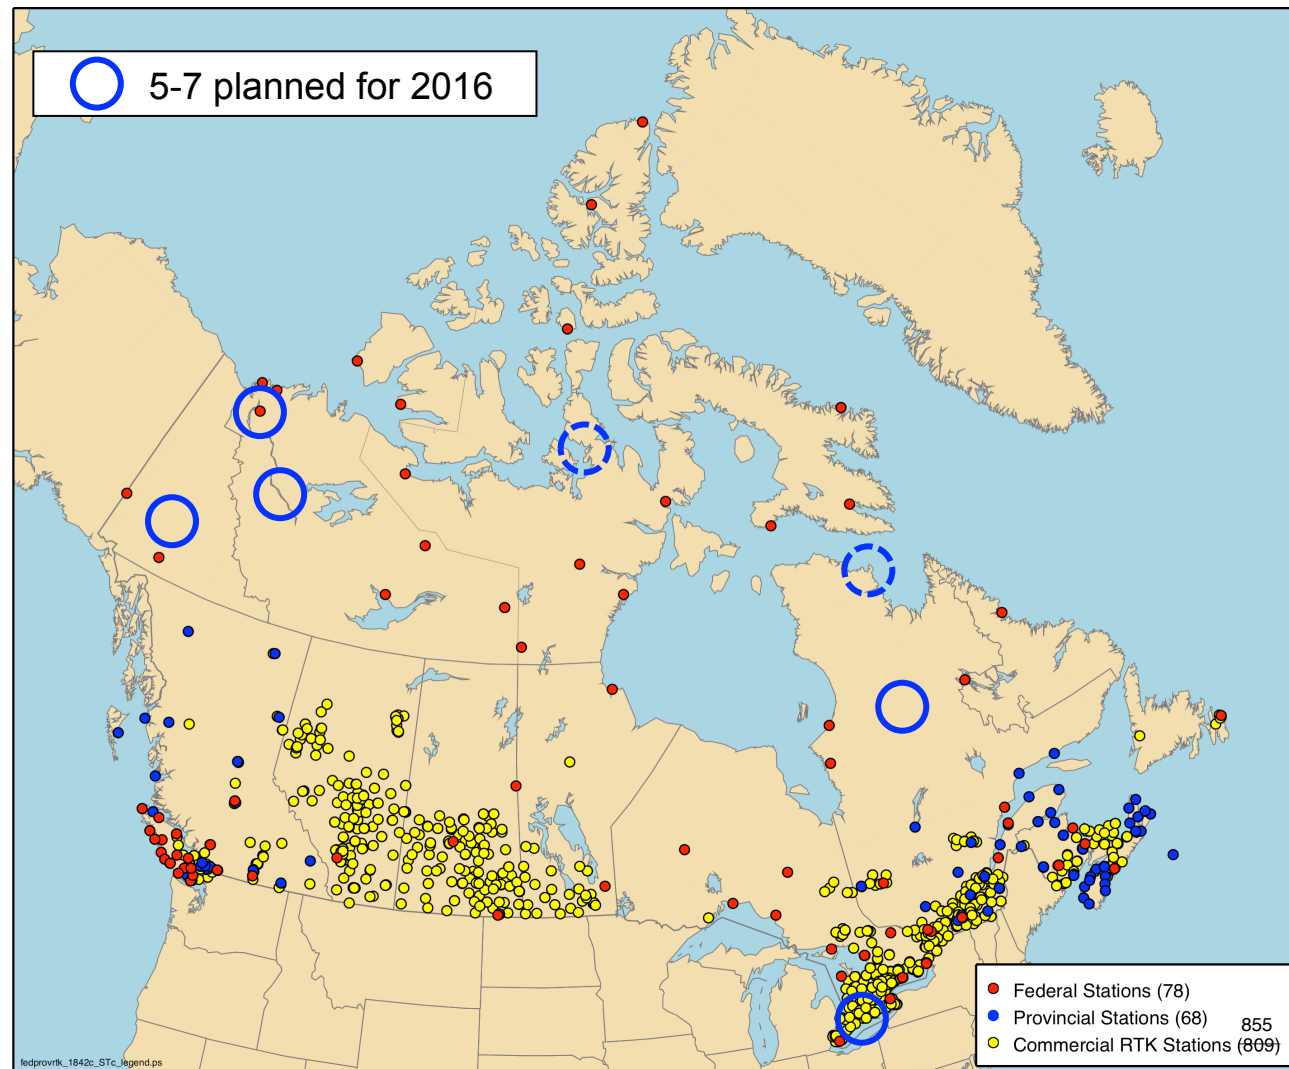 5-7 planned for 2016
Federal Stations (78)
Provincial Stations (68)
855
Commercial RTK Stations (809)
fedprovrtk_1842c_STc_legend.ps